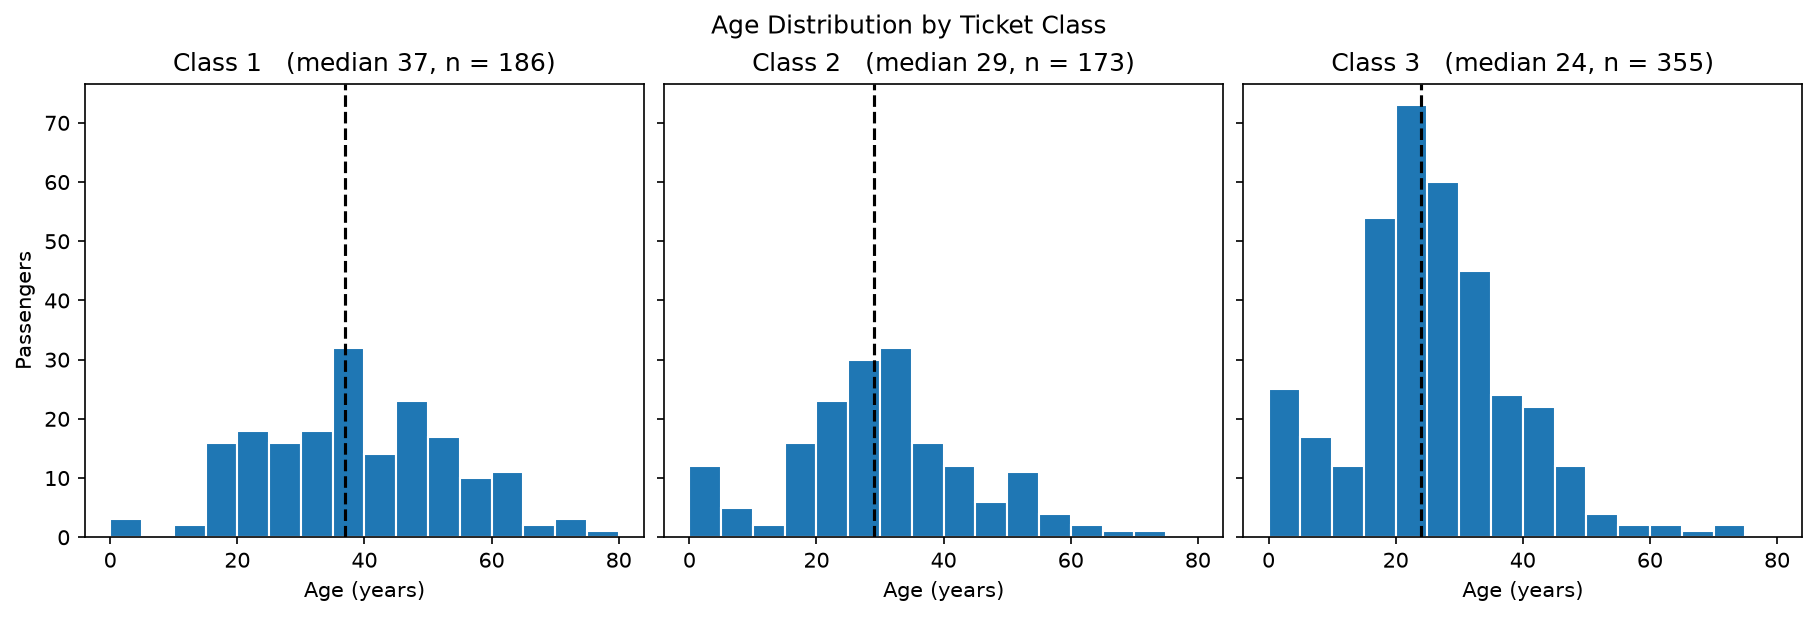 Age Distribution by Ticket Class
Class 1   (median 37, n = 186)
70
60
50
40
30
20
10
0
Passengers
0 20 40 60 80
Age (years)
Class 2   (median 29, n = 173)
0 20 40 60 80
Age (years)
Class 3   (median 24, n = 355)
0 20 40 60 80
Age (years)